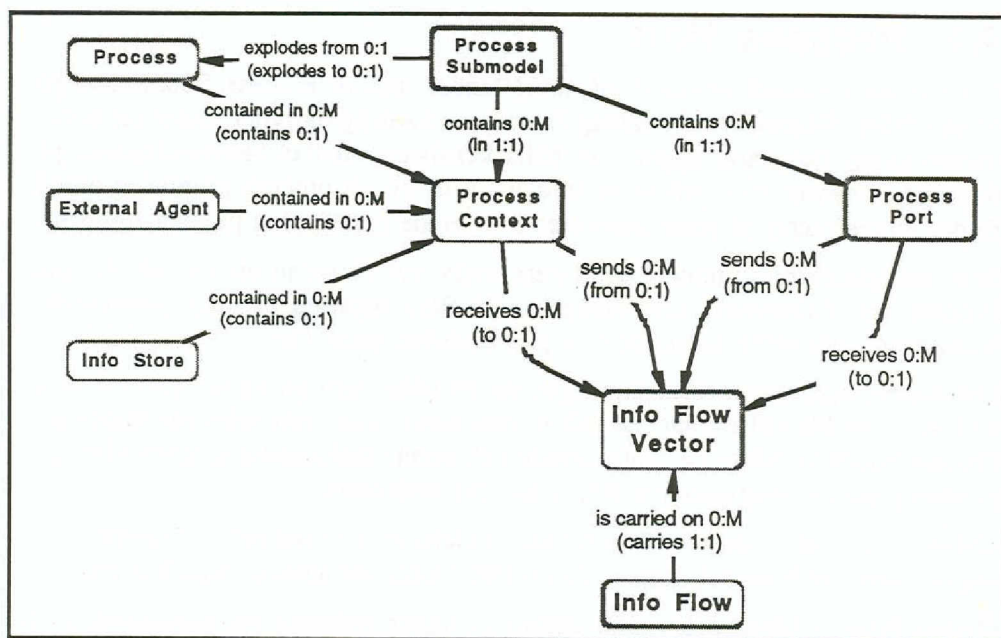 Process
explodes from 0:1
(explodes to 0:1)
Process
Submodel
contained in 0:M
(contains 0:1)
contains 0:M
(in 1:1)
contains 0:M
(in 1:1)
External Agent
contained in 0:M
(contains 0:1)
Process
Context
Process
Port
contained in 0:M
(contains 0:1)
Info Store
receives 0:M
(to 0:1)
sends 0:M
(from 0:1)
sends 0:M
(from 0:1)
receives 0:M
(to 0:1)
Info Flow
Vector
is carried on 0:M
(carries 1:1)
Info Flow